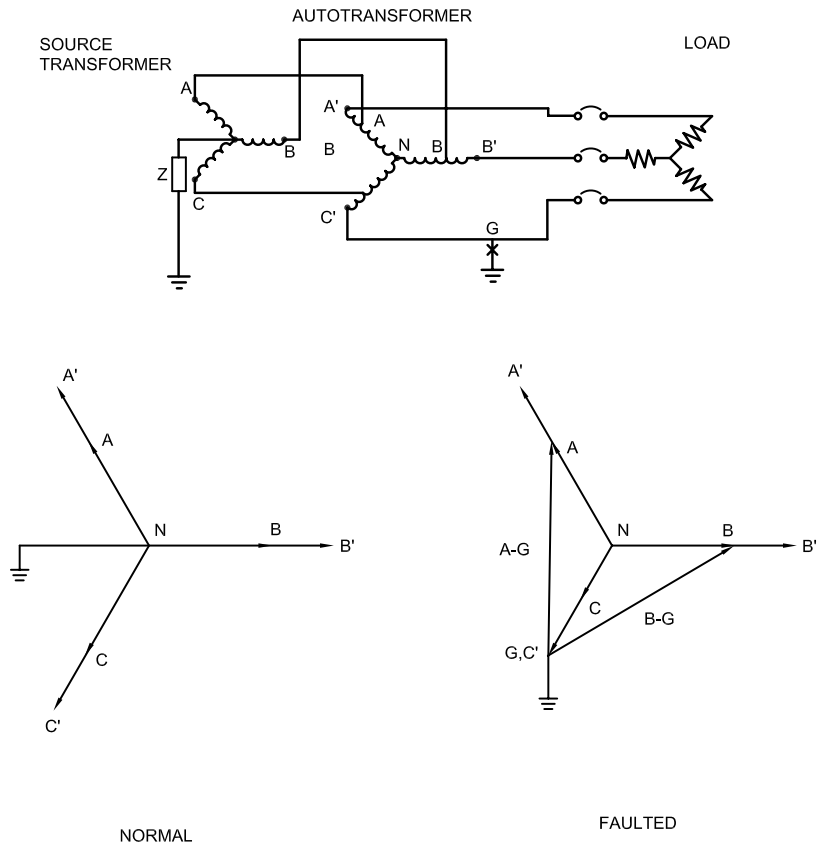 AUTOTRANSFORMER
SOURCE
TRANSFORMER
LOAD
A
A'
A
N
B
B'
B
B
Z
C
C'
G
A'
A
N
B
B'
C
C'
A'
A
N
B
B'
A-G
C
B-G
G,C'
NORMAL
FAULTED